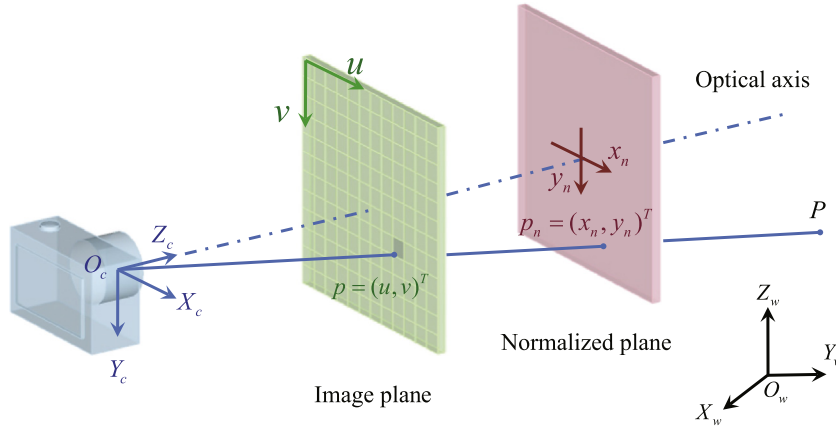 u
v
Optical axis
x_n
y_n
p_n = (x_n, y_n)^T
P
Z_c
O_c
X_c
p = (u, v)^T
Y_c
Z_w
Normalized plane
Y_w
O_w
X_w
Image plane